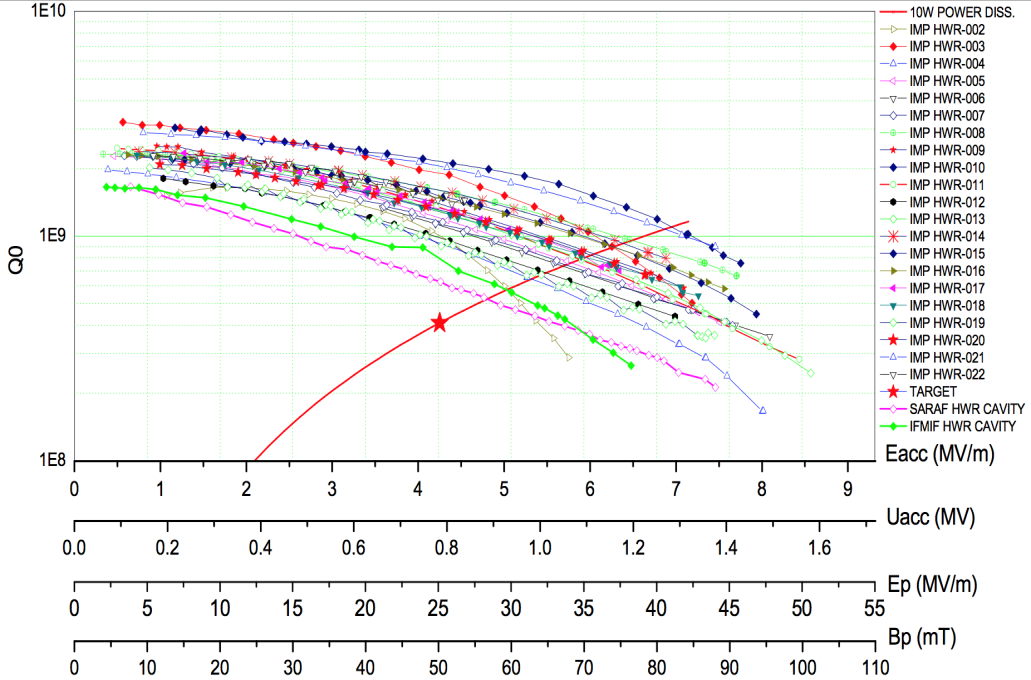 1E10
1E9
1E8
Q0
10W POWER DISS.
IMP HWR-002
IMP HWR-003
IMP HWR-004
IMP HWR-005
IMP HWR-006
IMP HWR-007
IMP HWR-008
IMP HWR-009
IMP HWR-010
IMP HWR-011
IMP HWR-012
IMP HWR-013
IMP HWR-014
IMP HWR-015
IMP HWR-016
IMP HWR-017
IMP HWR-018
IMP HWR-019
IMP HWR-020
IMP HWR-021
IMP HWR-022
TARGET
SARAF HWR CAVITY
IFMIF HWR CAVITY
Eacc (MV/m)
0 1 2 3 4 5 6 7 8 9
Uacc (MV)
0.0 0.2 0.4 0.6 0.8 1.0 1.2 1.4 1.6
Ep (MV/m)
0 5 10 15 20 25 30 35 40 45 50 55
Bp (mT)
0 10 20 30 40 50 60 70 80 90 100 110